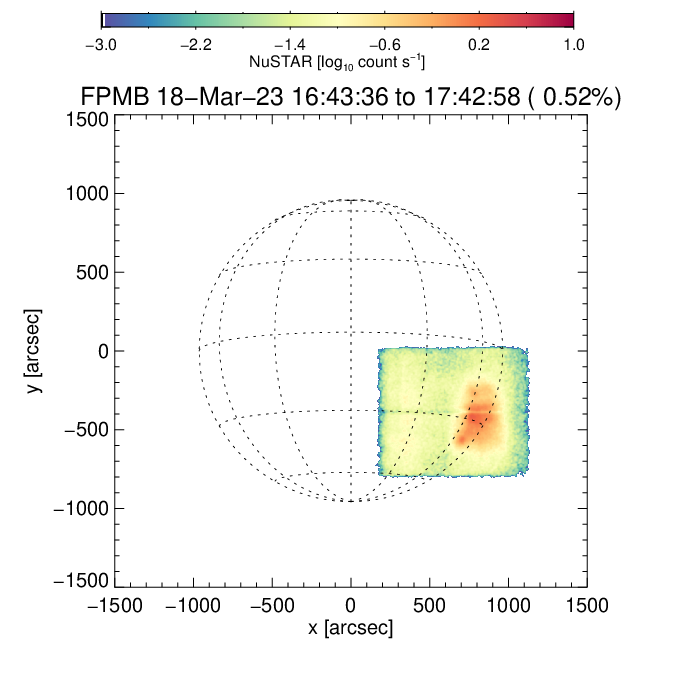 −3.0 −2.2 −1.4 −0.6 0.2 1.0
NuSTAR [log₁₀ count s⁻¹]
FPMB 18−Mar−23 16:43:36 to 17:42:58 ( 0.52%)
1500
1000
500
0
−500
−1000
−1500
y [arcsec]
−1500 −1000 −500 0 500 1000 1500
x [arcsec]